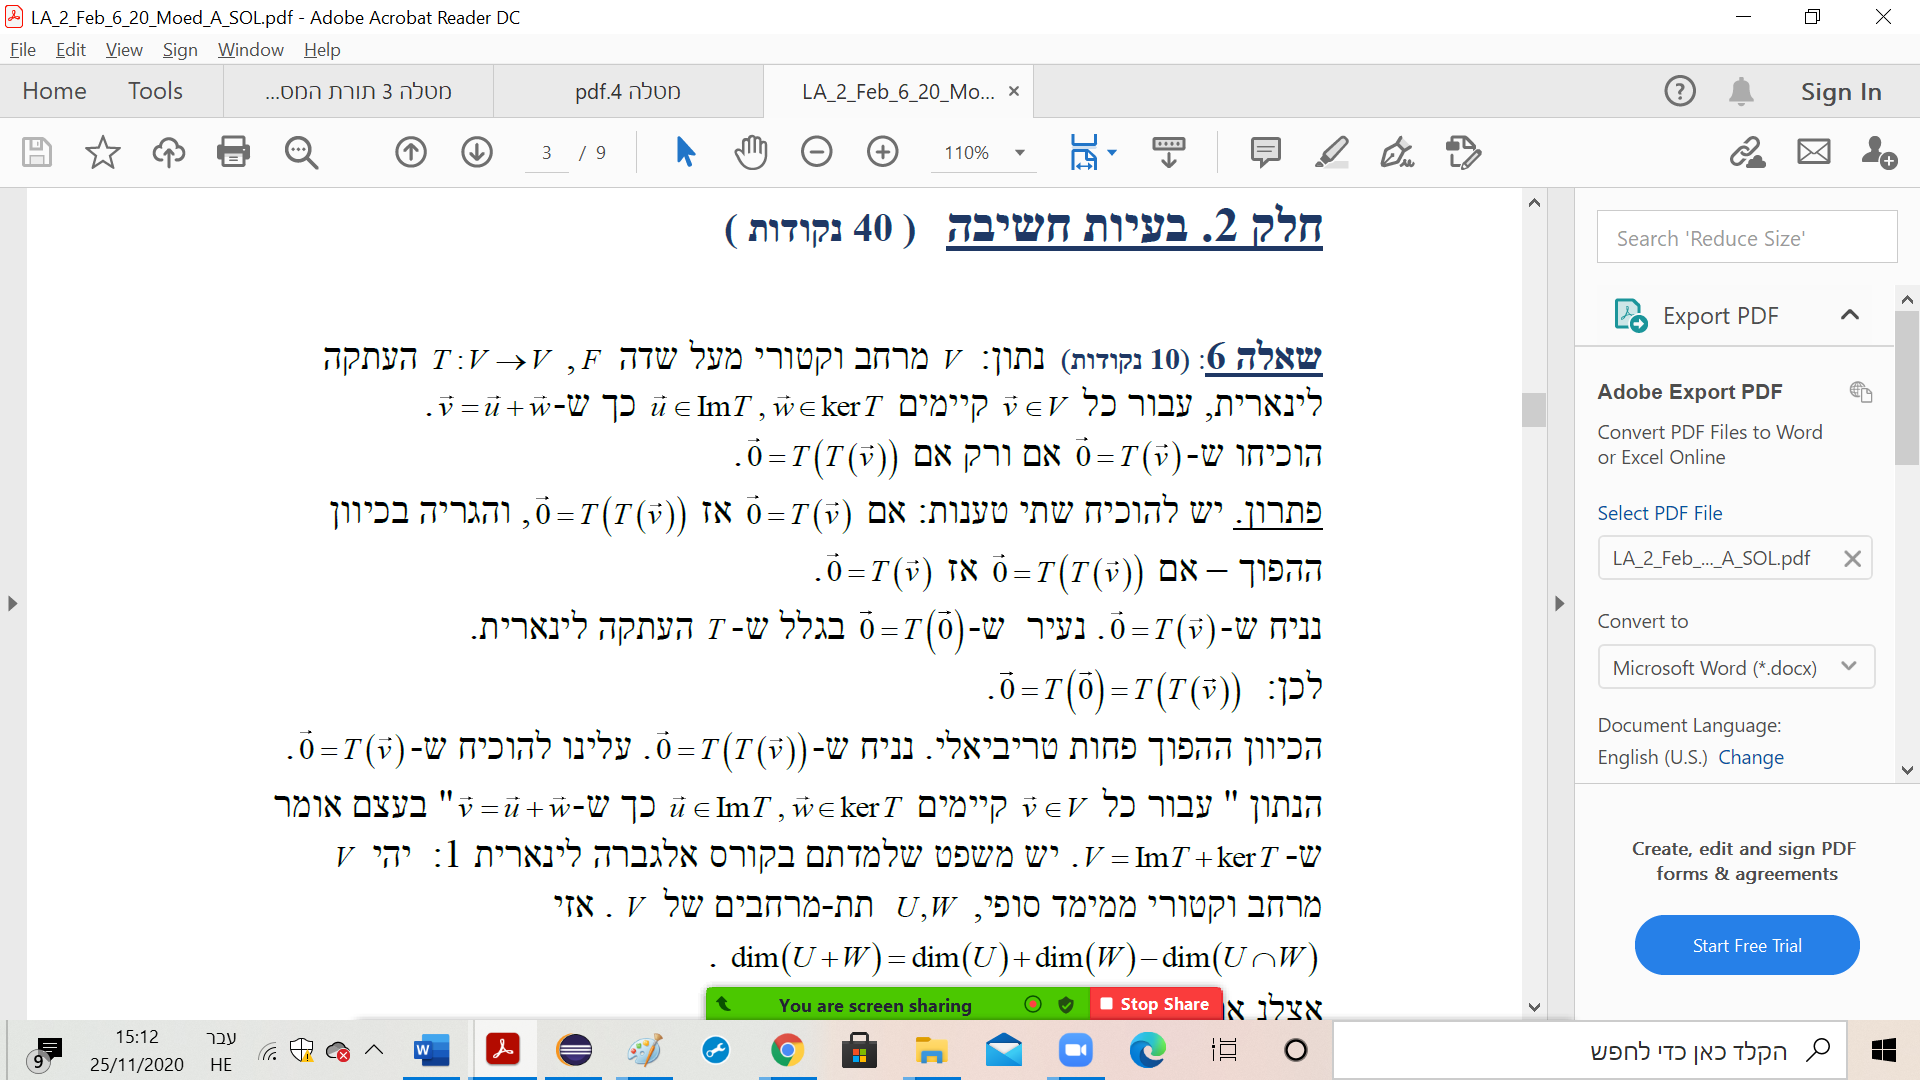 LA_2_Feb_6_20_Moed_A_SOL.pdf - Adobe Acrobat Reader DC
File Edit View Sign Window Help
Home Tools מטלה 3 תורת המס... מטלה 4.pdf LA_2_Feb_6_20_Mo... × Sign In
3 / 9 110%
חלק 2. בעיות חשיבה ( 40 נקודות )
שאלה 6: (10 נקודות) נתון: V מרחב וקטורי מעל שדה F , T : V → V העתקה
לינארית, עבור כל v⃗ ∈ V קיימים u⃗ ∈ Im T , w⃗ ∈ ker T כך ש- v⃗ = u⃗ + w⃗ .
הוכיחו ש- 0⃗ = T(v⃗) אם ורק אם 0⃗ = T(T(v⃗)) .
פתרון. יש להוכיח שתי טענות: אם 0⃗ = T(v⃗) אז 0⃗ = T(T(v⃗)) , והגריה בכיוון
ההפוך – אם 0⃗ = T(T(v⃗)) אז 0⃗ = T(v⃗) .
נניח ש- 0⃗ = T(v⃗) . נעיר ש- 0⃗ = T(0⃗) בגלל ש- T העתקה לינארית.
לכן: 0⃗ = T(0⃗) = T(T(v⃗)) .
הכיוון ההפוך פחות טריביאלי. נניח ש- 0⃗ = T(T(v⃗)) . עלינו להוכיח ש- 0⃗ = T(v⃗) .
הנתון " עבור כל v⃗ ∈ V קיימים u⃗ ∈ Im T , w⃗ ∈ ker T כך ש- v⃗ = u⃗ + w⃗ " בעצם אומר
ש- V = Im T + ker T . יש משפט שלמדתם בקורס אלגברה לינארית 1: יהי V
מרחב וקטורי ממימד סופי, U,W תת-מרחבים של V . אזי
dim(U + W) = dim(U) + dim(W) − dim(U ∩ W) .
Search 'Reduce Size'
Export PDF
Adobe Export PDF
Convert PDF Files to Word
or Excel Online
Select PDF File
LA_2_Feb_..._A_SOL.pdf
Convert to
Microsoft Word (*.docx)
Document Language:
English (U.S.) Change
Create, edit and sign PDF
forms & agreements
Start Free Trial
You are screen sharing Stop Share
9
15:12
25/11/2020
עבר
HE
הקלד כאן כדי לחפש